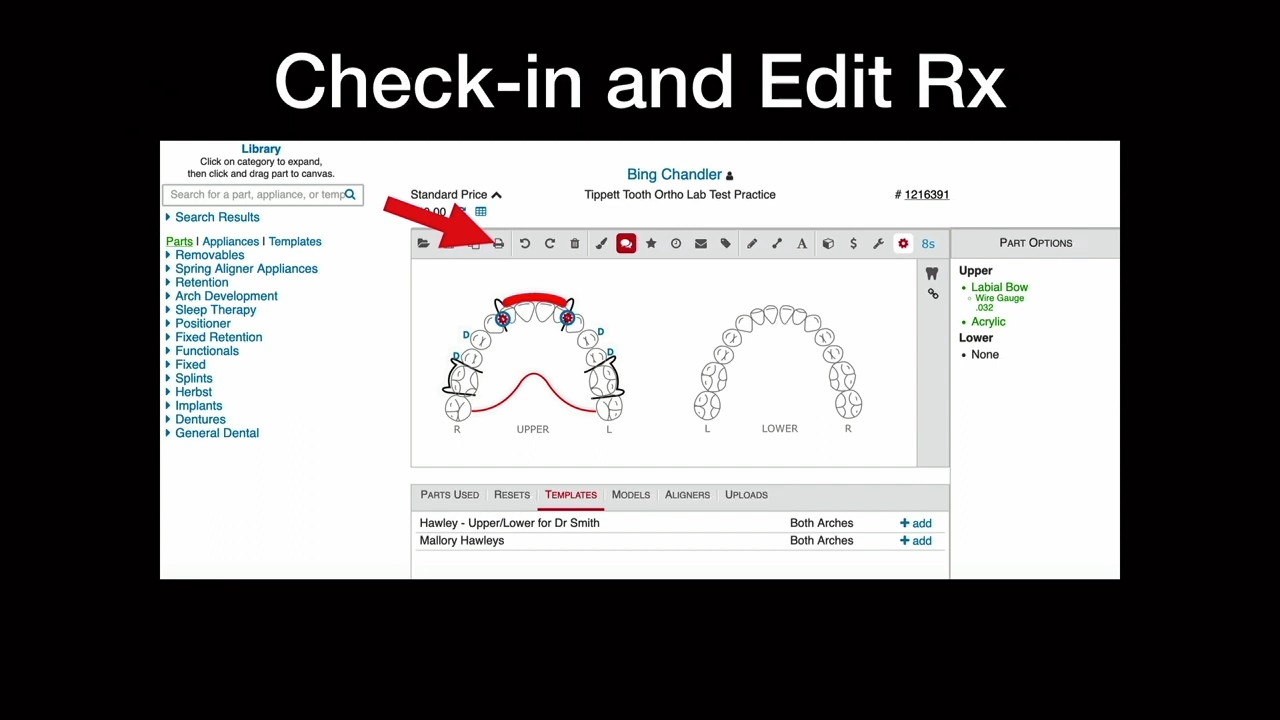 Check-in and Edit Rx
Library
Click on category to expand,
then click and drag part to canvas.
Search for a part, appliance, or temp
Search Results
Parts | Appliances | Templates
Removables
Spring Aligner Appliances
Retention
Arch Development
Sleep Therapy
Positioner
Fixed Retention
Functionals
Fixed
Splints
Herbst
Implants
Dentures
General Dental
Bing Chandler
Standard Price
Tippett Tooth Ortho Lab Test Practice
# 1216391
A
$
8s
PART OPTIONS
D
D
D
D
R
UPPER
L
L
LOWER
R
Upper
Labial Bow
Wire Gauge
.032
Acrylic
Lower
None
PARTS USED
RESETS
TEMPLATES
MODELS
ALIGNERS
UPLOADS
Hawley - Upper/Lower for Dr Smith
Both Arches
add
Mallory Hawleys
Both Arches
add